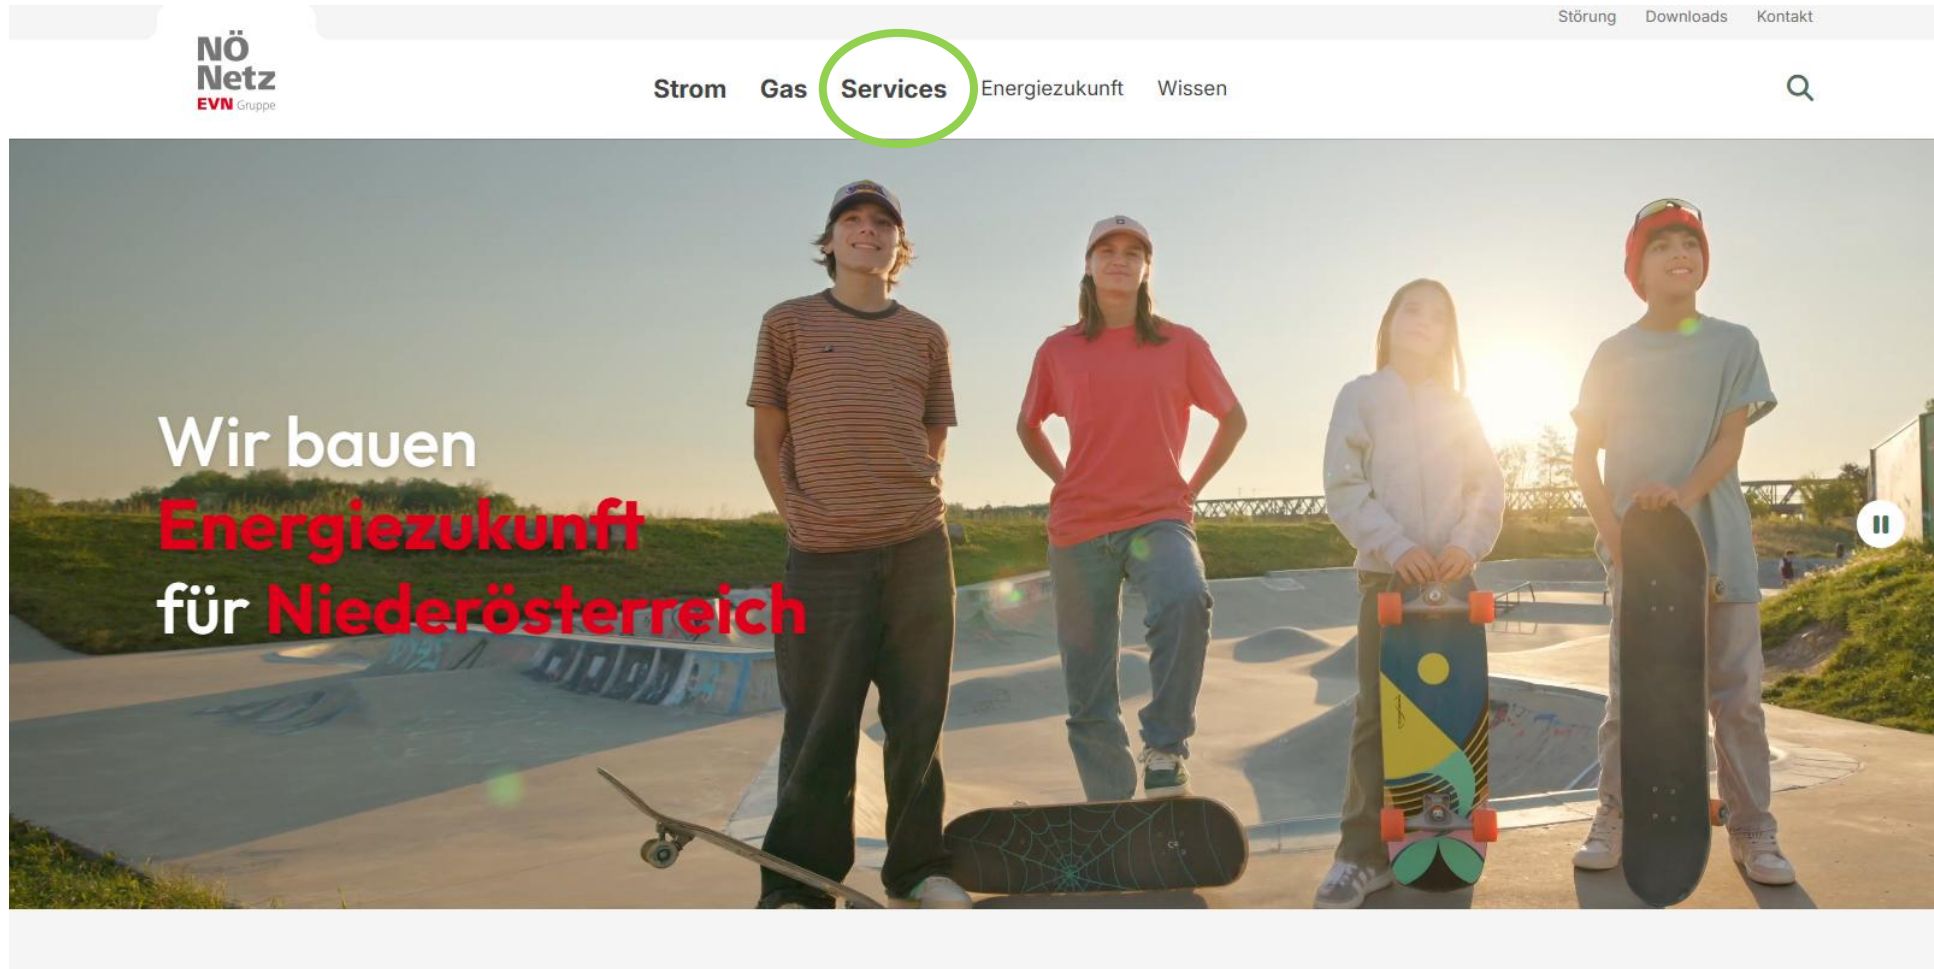 Störung Downloads Kontakt
NÖ
Netz
EVN Gruppe
Strom Gas Services Energiezukunft Wissen
Wir bauen
Energiezukunft
für Niederösterreich